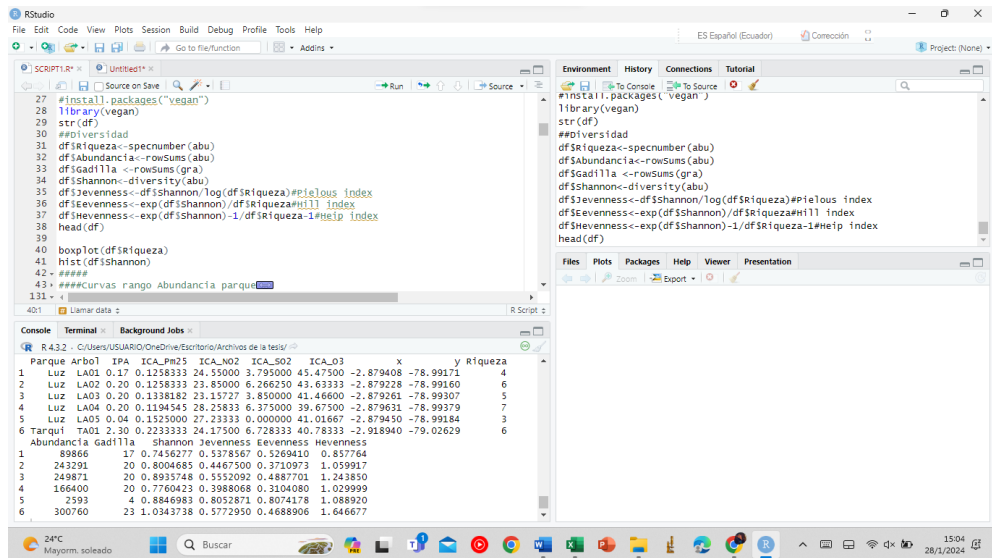 RStudio
File Edit Code View Plots Session Build Debug Profile Tools Help
ES Español (Ecuador) Corrección
Go to file/function Addins
Project: (None)
SCRIPT1.R* × Untitled1* ×
Source on Save Run Source
27 #install.packages("vegan")
28 library(vegan)
29 str(df)
30 ##Diversidad
31 df$Riqueza<-specnumber(abu)
32 df$Abundancia<-rowSums(abu)
33 df$Gadilla <-rowSums(gra)
34 df$Shannon<-diversity(abu)
35 df$Jevenness<-df$Shannon/log(df$Riqueza)#Pielous index
36 df$Eevenness<-exp(df$Shannon)/df$Riqueza#Hill index
37 df$Hevenness<-exp(df$Shannon)-1/df$Riqueza-1#Heip index
38 head(df)
39
40 boxplot(df$Riqueza)
41 hist(df$Shannon)
42 #####
43 ####Curvas rango Abundancia parque
131
40:1 Llamar data R Script
Console Terminal × Background Jobs ×
R 4.3.2 · C:/Users/USUARIO/OneDrive/Escritorio/Archivos de la tesis/
Parque Arbol IPA ICA_Pm25 ICA_NO2 ICA_SO2 ICA_O3 x y Riqueza
1 Luz LA01 0.17 0.1258333 24.55000 3.795000 45.47500 -2.879408 -78.99171 4
2 Luz LA02 0.20 0.1258333 23.85000 6.266250 43.63333 -2.879228 -78.99160 6
3 Luz LA03 0.20 0.1338182 23.15727 3.850000 41.46600 -2.879261 -78.99307 5
4 Luz LA04 0.20 0.1194545 28.25833 6.375000 39.67500 -2.879631 -78.99379 7
5 Luz LA05 0.04 0.1525000 27.23333 0.000000 41.01667 -2.879450 -78.99184 3
6 Tarqui TA01 2.30 0.2233333 24.17500 6.728333 40.78333 -2.918940 -79.02629 6
Abundancia Gadilla Shannon Jevenness Eevenness Hevenness
1 89866 17 0.7456277 0.5378567 0.5269410 0.857764
2 243291 20 0.8004685 0.4467500 0.3710973 1.059917
3 249871 20 0.8935748 0.5552092 0.4887701 1.243850
4 166400 20 0.7760423 0.3988068 0.3104080 1.029999
5 2593 4 0.8846983 0.8052871 0.8074178 1.088920
6 300760 23 1.0343738 0.5772950 0.4688906 1.646677
Environment History Connections Tutorial
To Console To Source
#install.packages("vegan")
library(vegan)
str(df)
##Diversidad
df$Riqueza<-specnumber(abu)
df$Abundancia<-rowSums(abu)
df$Gadilla <-rowSums(gra)
df$Shannon<-diversity(abu)
df$Jevenness<-df$Shannon/log(df$Riqueza)#Pielous index
df$Eevenness<-exp(df$Shannon)/df$Riqueza#Hill index
df$Hevenness<-exp(df$Shannon)-1/df$Riqueza-1#Heip index
head(df)
Files Plots Packages Help Viewer Presentation
Zoom Export
24°C
Mayorm. soleado
Buscar
15:04
28/1/2024